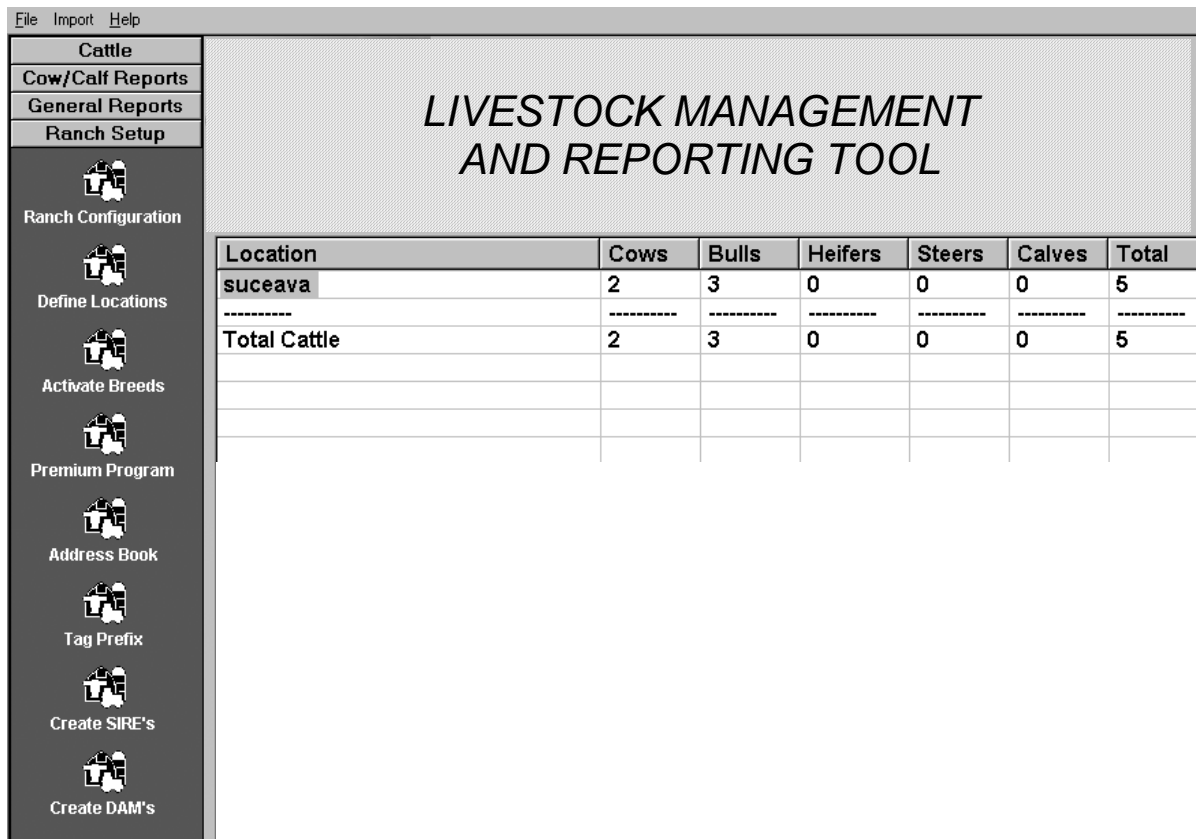 File Import Help
Cattle
Cow/Calf Reports
General Reports
Ranch Setup
Ranch Configuration
Define Locations
Activate Breeds
Premium Program
Address Book
Tag Prefix
Create SIRE's
Create DAM's
LIVESTOCK MANAGEMENT
AND REPORTING TOOL
Location Cows Bulls Heifers Steers Calves Total
suceava 2 3 0 0 0 5
---------- ---------- ---------- ---------- ---------- ---------- ----------
Total Cattle 2 3 0 0 0 5